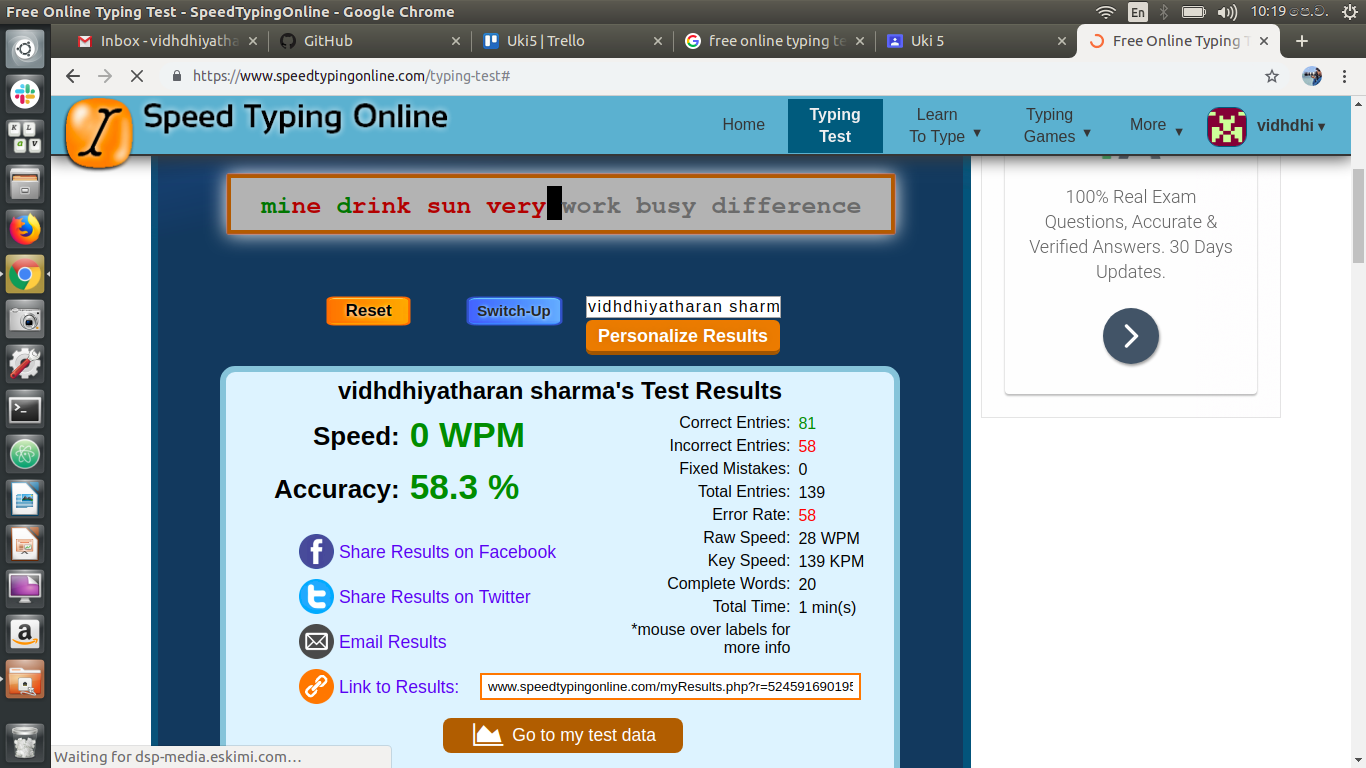 Free Online Typing Test - SpeedTypingOnline - Google Chrome
En
10:19 පෙ.ව.
Inbox - vidhdhiyatha
GitHub
Uki5 | Trello
free online typing te
Uki 5
Free Online Typing T
https://www.speedtypingonline.com/typing-test#
Speed Typing Online
Home
Typing Test
Learn To Type
Typing Games
More
vidhdhi
mine drink sun very work busy difference
100% Real Exam
Questions, Accurate &
Verified Answers. 30 Days
Updates.
Reset
Switch-Up
vidhdhiyatharan sharm
Personalize Results
vidhdhiyatharan sharma's Test Results
Speed: 0 WPM
Accuracy: 58.3 %
Correct Entries: 81
Incorrect Entries: 58
Fixed Mistakes: 0
Total Entries: 139
Error Rate: 58
Raw Speed: 28 WPM
Key Speed: 139 KPM
Complete Words: 20
Total Time: 1 min(s)
*mouse over labels for
more info
Share Results on Facebook
Share Results on Twitter
Email Results
Link to Results: www.speedtypingonline.com/myResults.php?r=524591690195
Go to my test data
Waiting for dsp-media.eskimi.com…